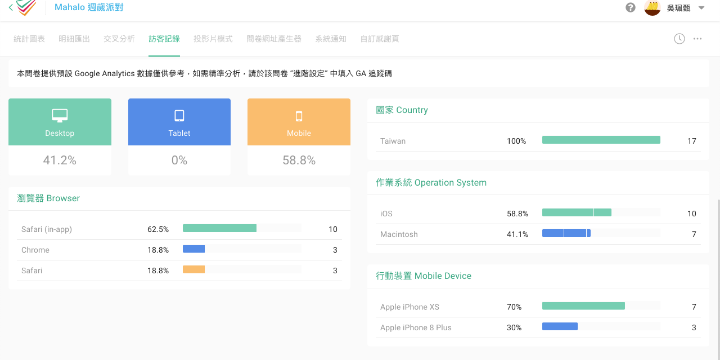 Mahalo 週歲派對
吳珮甄
統計圖表 明細匯出 交叉分析 訪客記錄 投影片模式 問卷網址產生器 系統通知 自訂感謝頁
本問卷提供預設 Google Analytics 數據僅供參考，如需精準分析，請於該問卷 "進階設定" 中填入 GA 追蹤碼
Desktop Tablet Mobile
41.2% 0% 58.8%
瀏覽器 Browser
Safari (in-app) 62.5% 10
Chrome 18.8% 3
Safari 18.8% 3
國家 Country
Taiwan 100% 17
作業系統 Operation System
iOS 58.8% 10
Macintosh 41.1% 7
行動裝置 Mobile Device
Apple iPhone XS 70% 7
Apple iPhone 8 Plus 30% 3